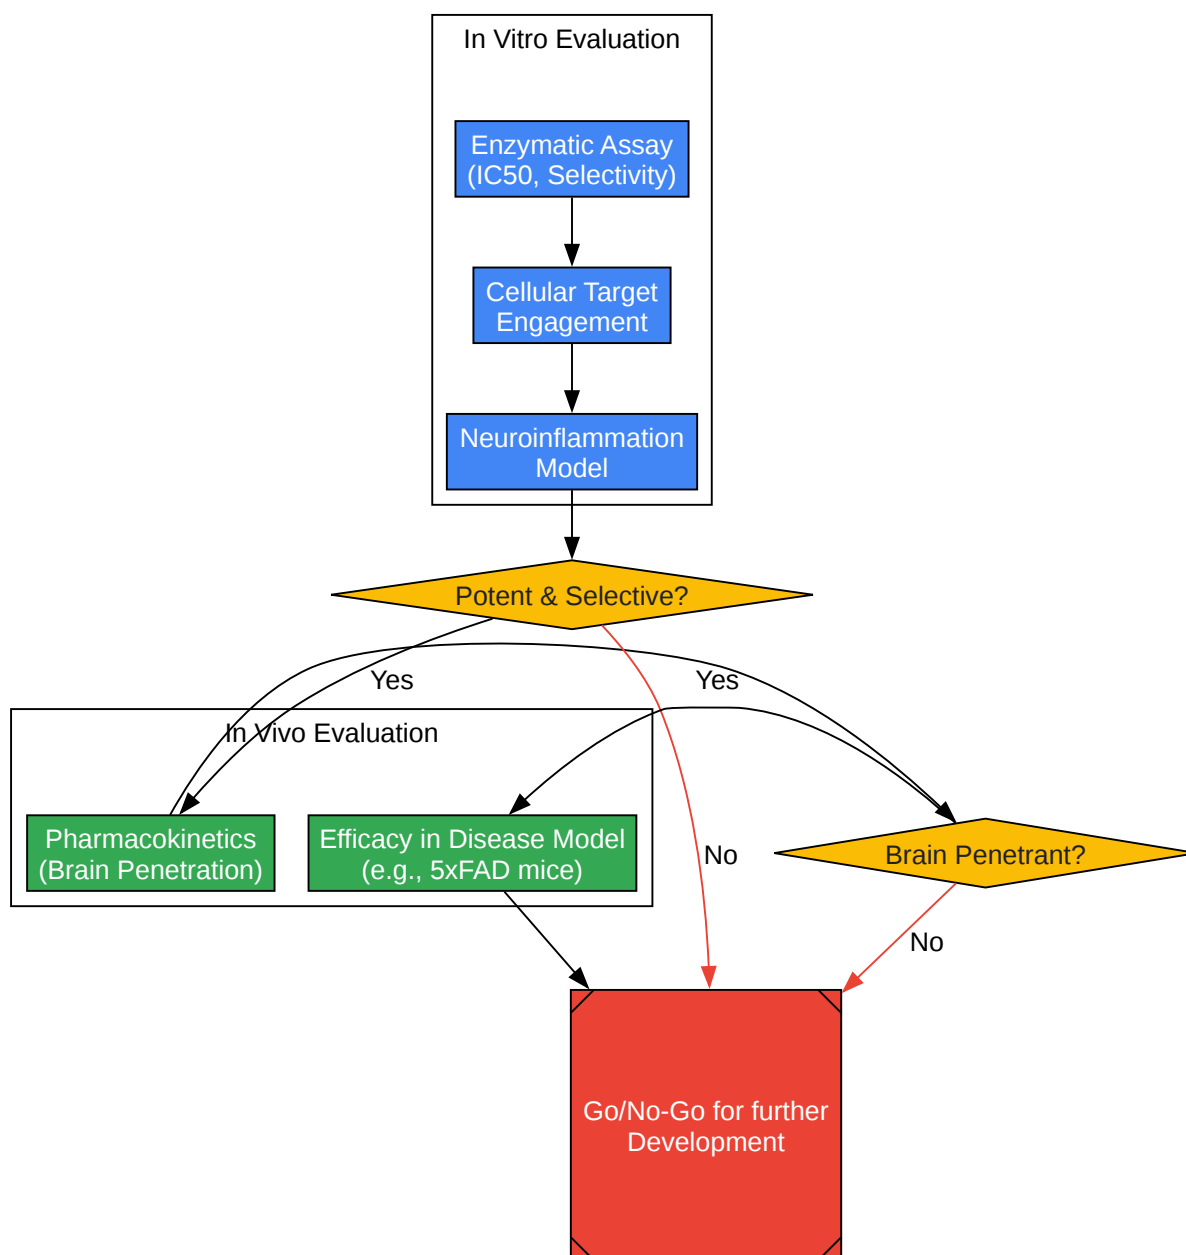 In Vitro Evaluation
Enzymatic Assay
(IC50, Selectivity)
Cellular Target
Engagement
Neuroinflammation
Model
Potent & Selective?
Yes
Yes
In Vivo Evaluation
Pharmacokinetics
(Brain Penetration)
Efficacy in Disease Model
(e.g., 5xFAD mice)
No
Brain Penetrant?
No
Go/No-Go for further
Development